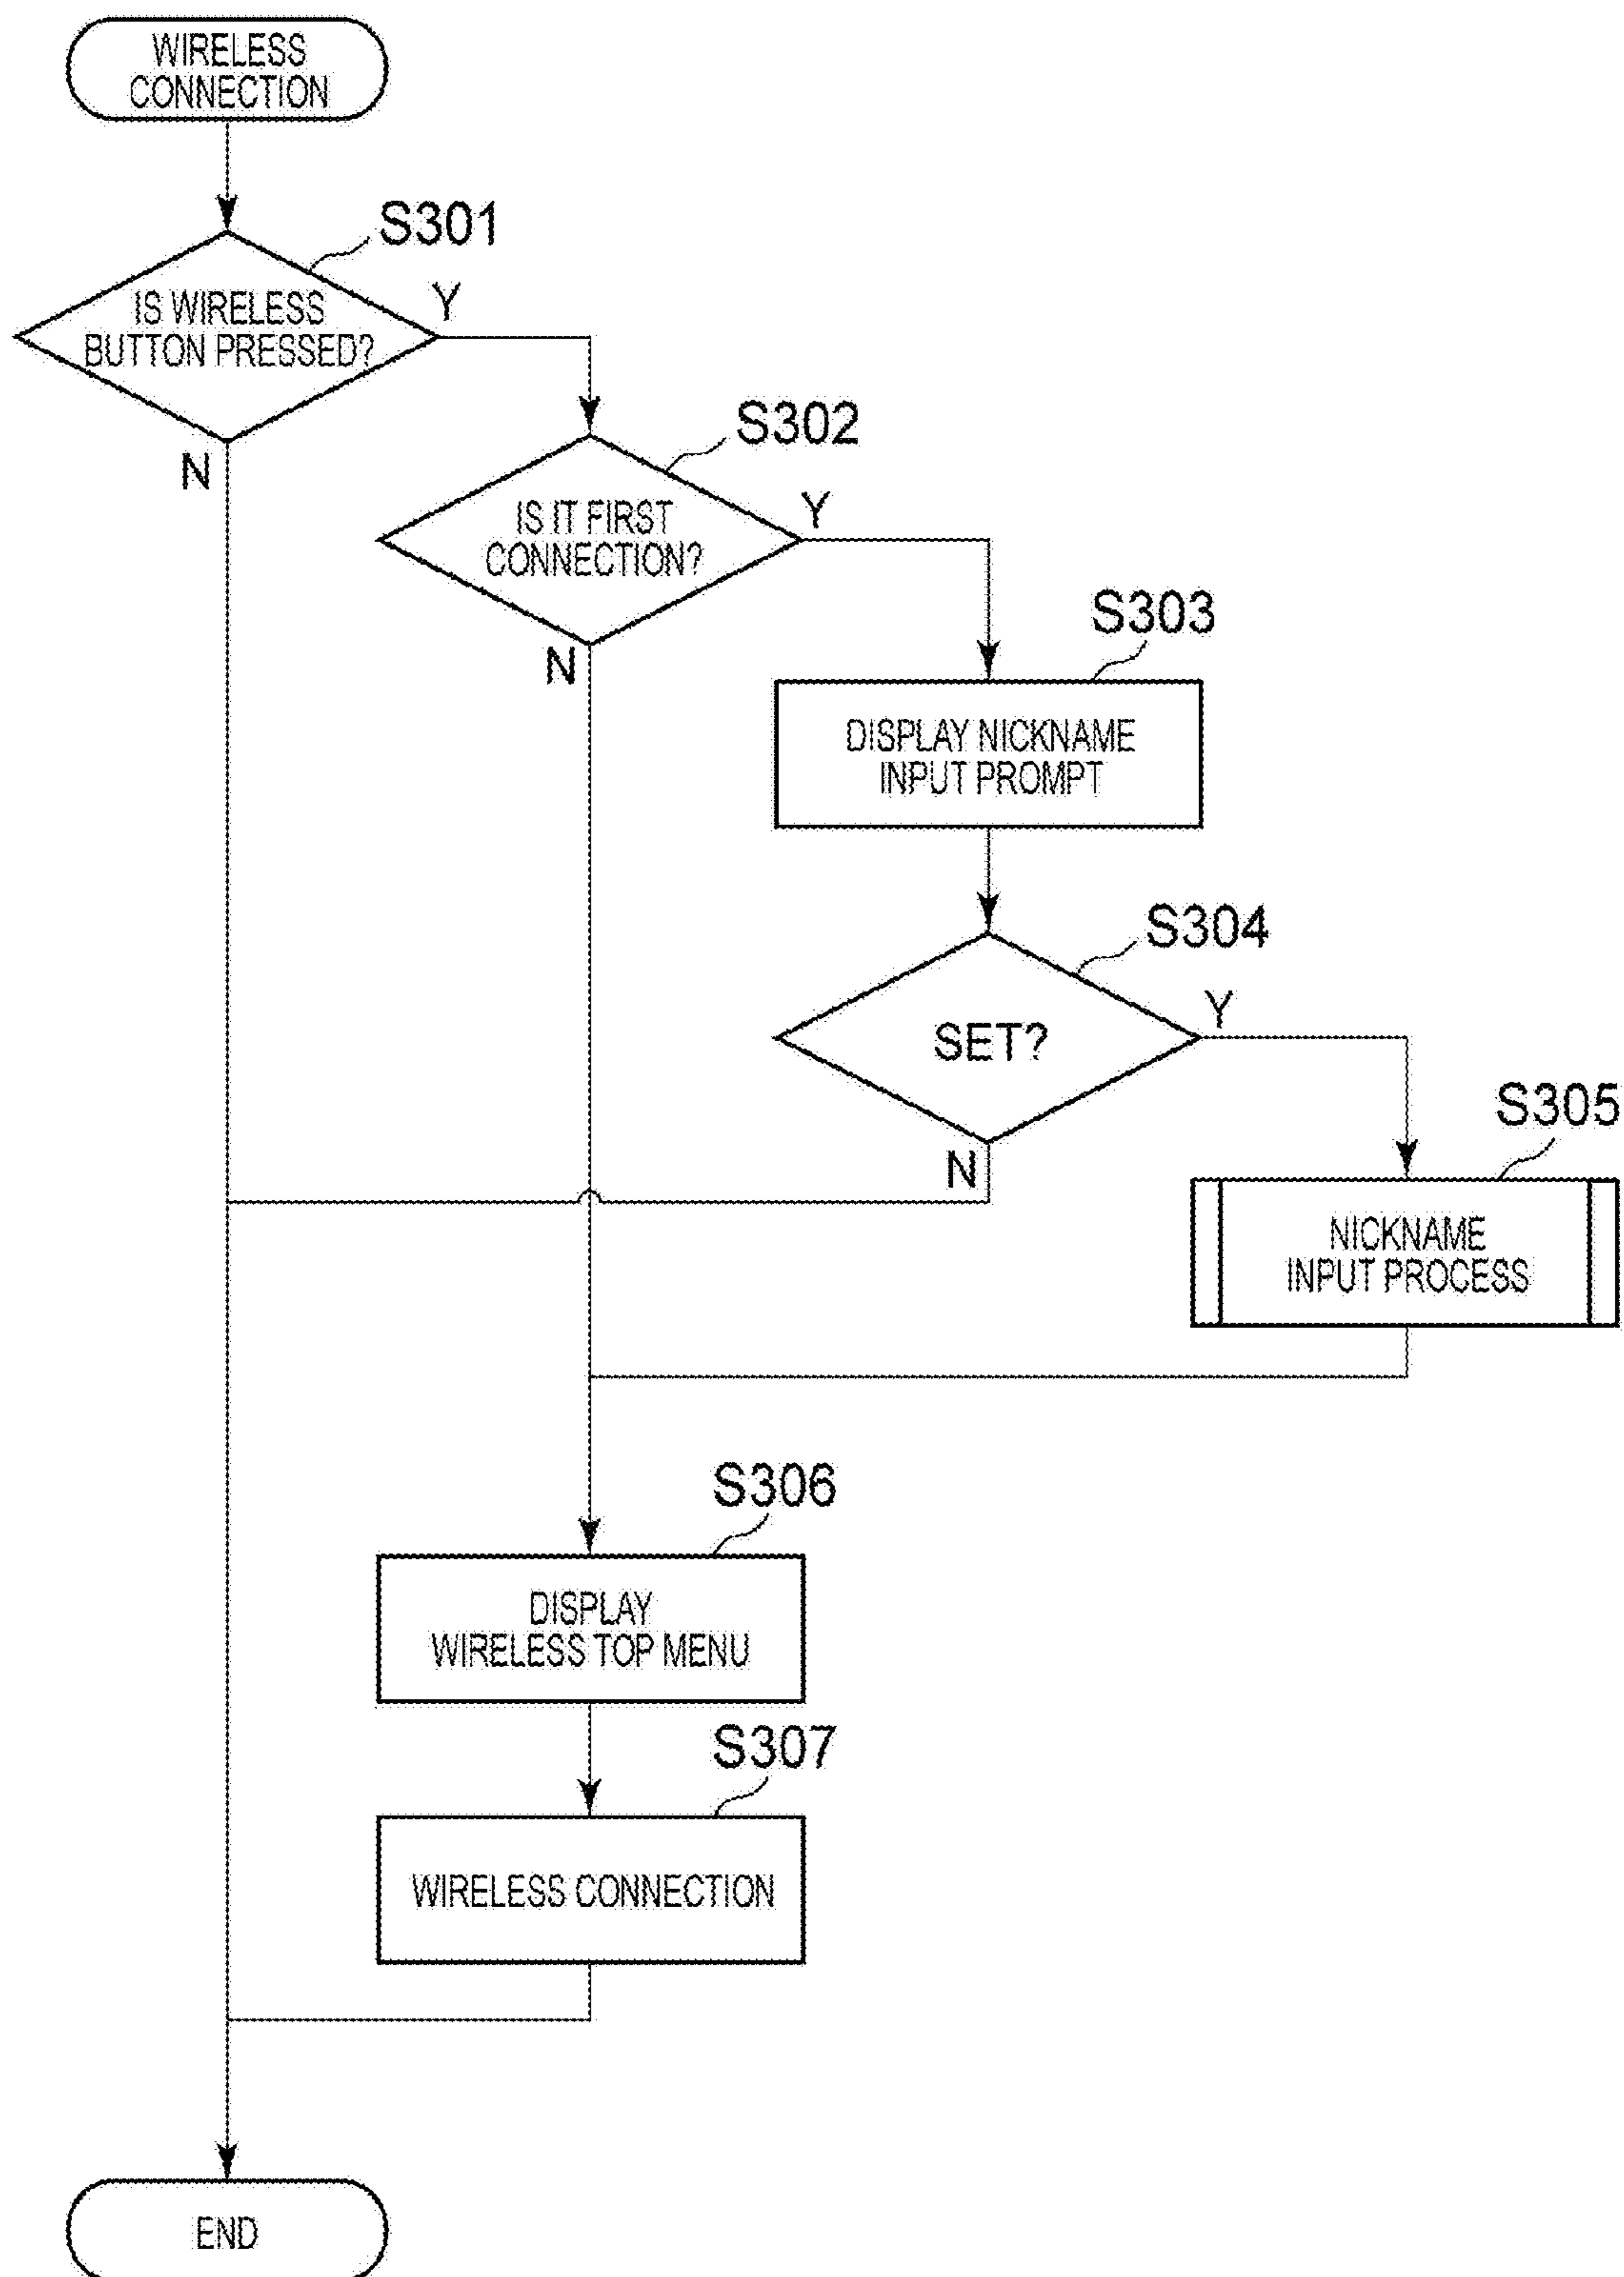 WIRELESS
CONNECTION
S301
IS WIRELESS
BUTTON PRESSED?
Y
N
S302
IS IT FIRST
CONNECTION?
Y
N
S303
DISPLAY NICKNAME
INPUT PROMPT
S304
SET?
Y
N
S305
NICKNAME
INPUT PROCESS
S306
DISPLAY
WIRELESS TOP MENU
S307
WIRELESS CONNECTION
END